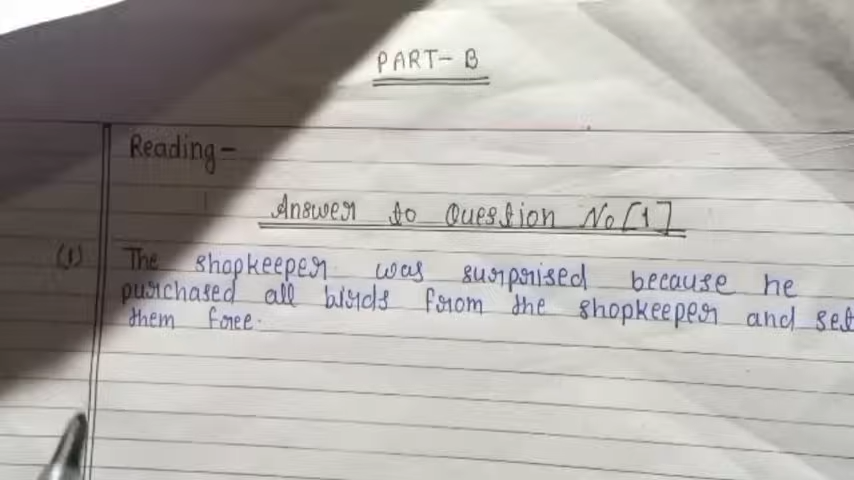 PART- B
Reading-
Answer to Question No [1]
(1) The shopkeeper was surprised because he
purchased all birds from the shopkeeper and set
them free.